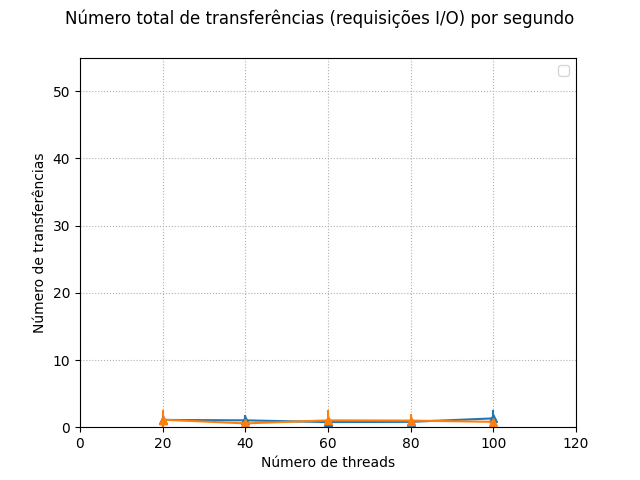 Número total de transferências (requisições I/O) por segundo
50
40
30
20
10
0
Número de transferências
0 20 40 60 80 100 120
Número de threads